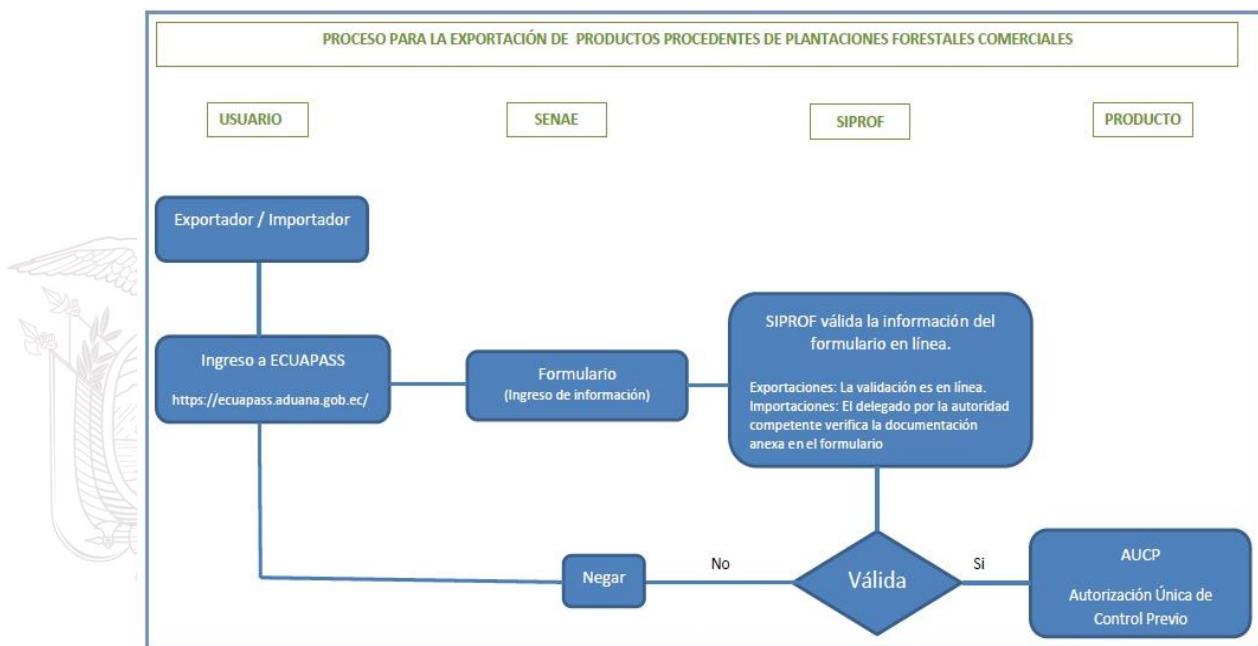 PROCESO PARA LA EXPORTACIÓN DE PRODUCTOS PROCEDENTES DE PLANTACIONES FORESTALES COMERCIALES
USUARIO
SENAE
SIPROF
PRODUCTO
Exportador / Importador
Ingreso a ECUAPASS
https://ecuapass.aduana.gob.ec/
Formulario
(Ingreso de información)
SIPROF válida la información del
formulario en línea.
Exportaciones: La validación es en línea.
Importaciones: El delegado por la autoridad
competente verifica la documentación
anexa en el formulario
Negar
No
Válida
Si
AUCP
Autorización Única de
Control Previo